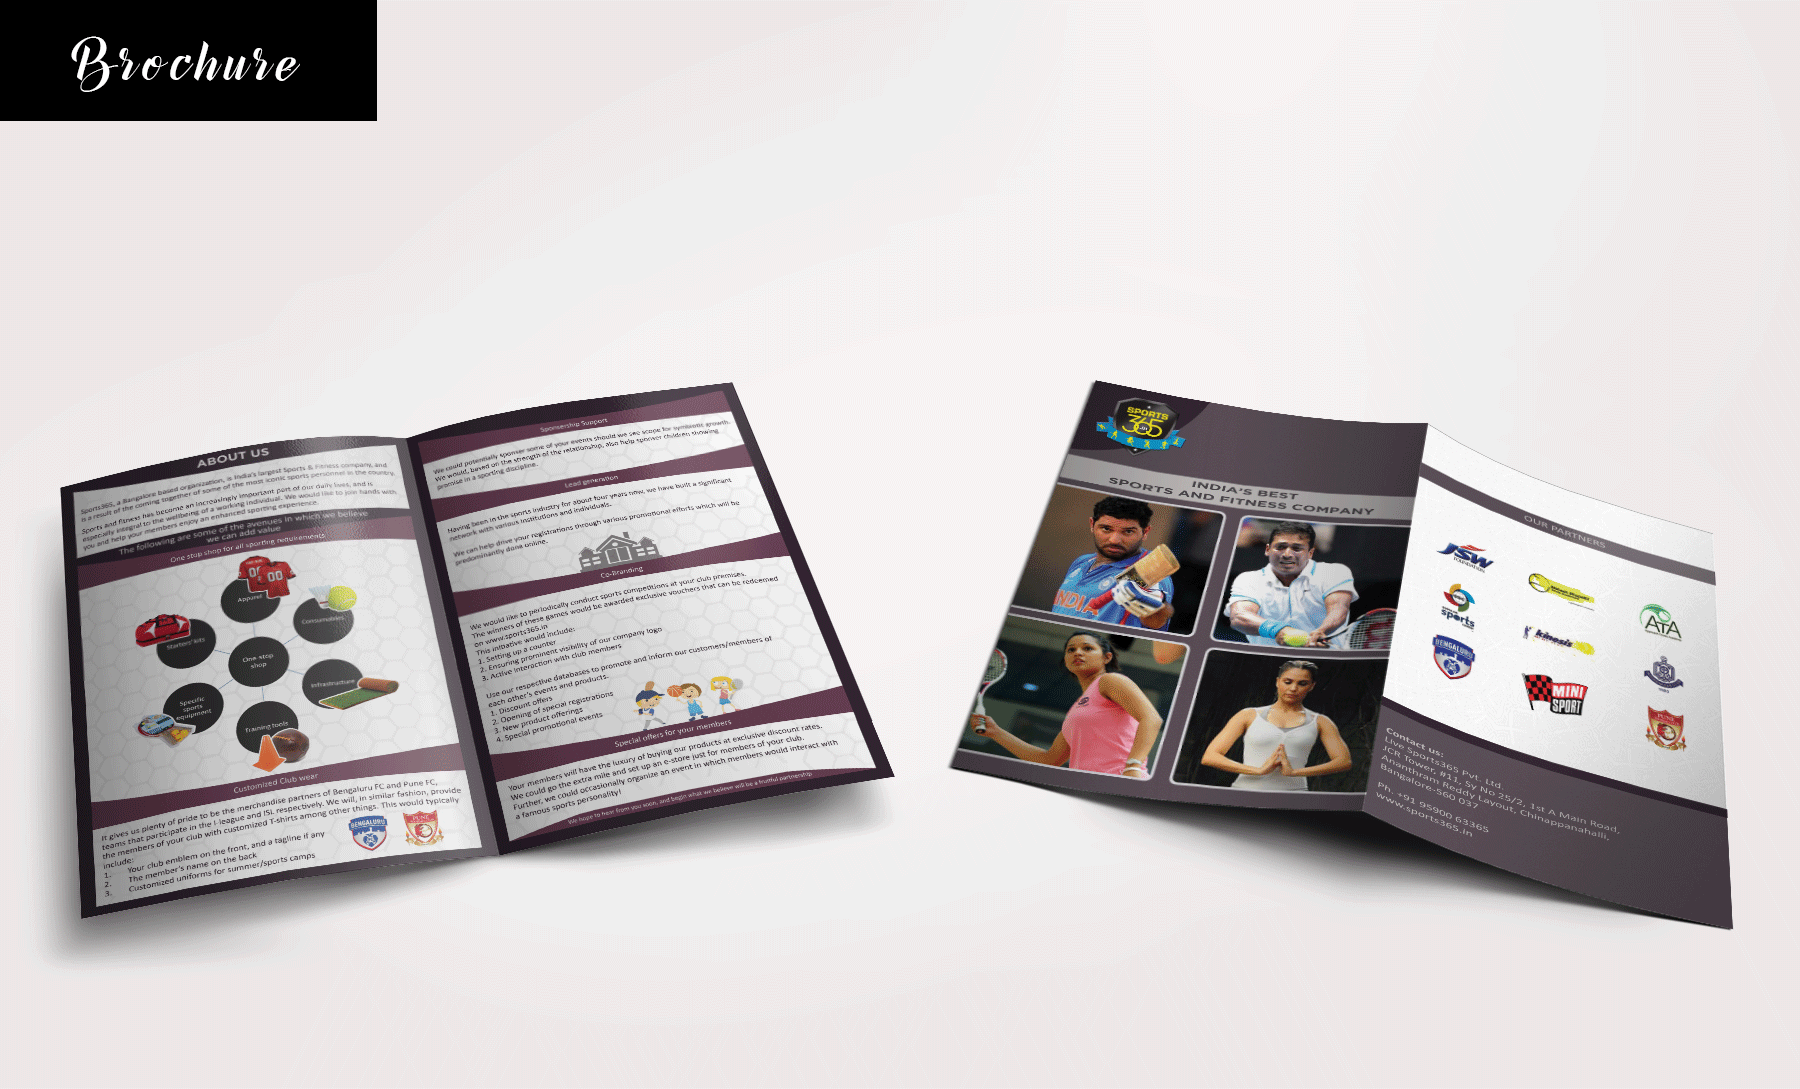 Brochure
ABOUT US
Sports365, a Bangalore based organization, is India's largest Sports & Fitness company, and
is a result of the coming together of some of the most iconic sports personnel in the country.
Sports and fitness has become an increasingly important part of our daily lives, and is
especially integral to the wellbeing of a working individual. We would like to join hands with
you and help your members enjoy an enhanced sporting experience.
The following are some of the avenues in which we believe
we can add value
One stop shop for all sporting requirements
00
Apparel
Consumables
Starters' kits
One-stop
shop
Infrastructure
Specific
sports
equipment
Training tools
Customized Club wear
It gives us plenty of pride to be the merchandise partners of Bengaluru FC and Pune FC,
teams that participate in the I-league and ISL respectively. We will, in similar fashion, provide
the members of your club with customized T-shirts among other things. This would typically
include:
1. Your club emblem on the front, and a tagline if any
2. The member's name on the back
3. Customized uniforms for summer/sports camps
BENGALURU
PUNE
Sponsership Support
We could potentially sponser some of your events should we see scope for symbiotic growth.
We would, based on the strength of the relationship, also help sponser children showing
promise in a sporting discipline.
Lead generation
Having been in the sports industry for about four years now, we have built a significant
network with various institutions and individuals.
We can help drive your registrations through various promotional efforts which will be
predominantly done online.
Co-Branding
We would like to periodically conduct sports competitions at your club premises.
The winners of these games would be awarded exclusive vouchers that can be redeemed
on www.sports365.in
This initiative would include:
1. Setting up a counter
2. Ensuring prominent visibility of our company logo
3. Active interaction with club members
Use our respective databases to promote and inform our customers/members of
each other's events and products.
1. Discount offers
2. Opening of special registrations
3. New product offerings
4. Special promotional events
Special offers for your members
Your members will have the luxury of buying our products at exclusive discount rates.
We could go the extra mile and set up an e-store just for members of your club.
Further, we could occasionally organize an event in which members would interact with
a famous sports personality!
We hope to hear from you soon, and begin what we believe will be a fruitful partnership
SPORTS
365
.in
INDIA'S BEST
SPORTS AND FITNESS COMPANY
INDIA
OUR PARTNERS
JSW
FOUNDATION
sports
ATA
kinesis
BENGALURU
MINI
SPORT
PUNE
Contact us:
Live Sports365 Pvt. Ltd.
JCR Tower, #11, Sy No 25/2, 1st A Main Road,
Ananthram Reddy Layout, Chinappanahalli,
Bangalore-560 037
Ph. +91 95900 63365
www.sports365.in